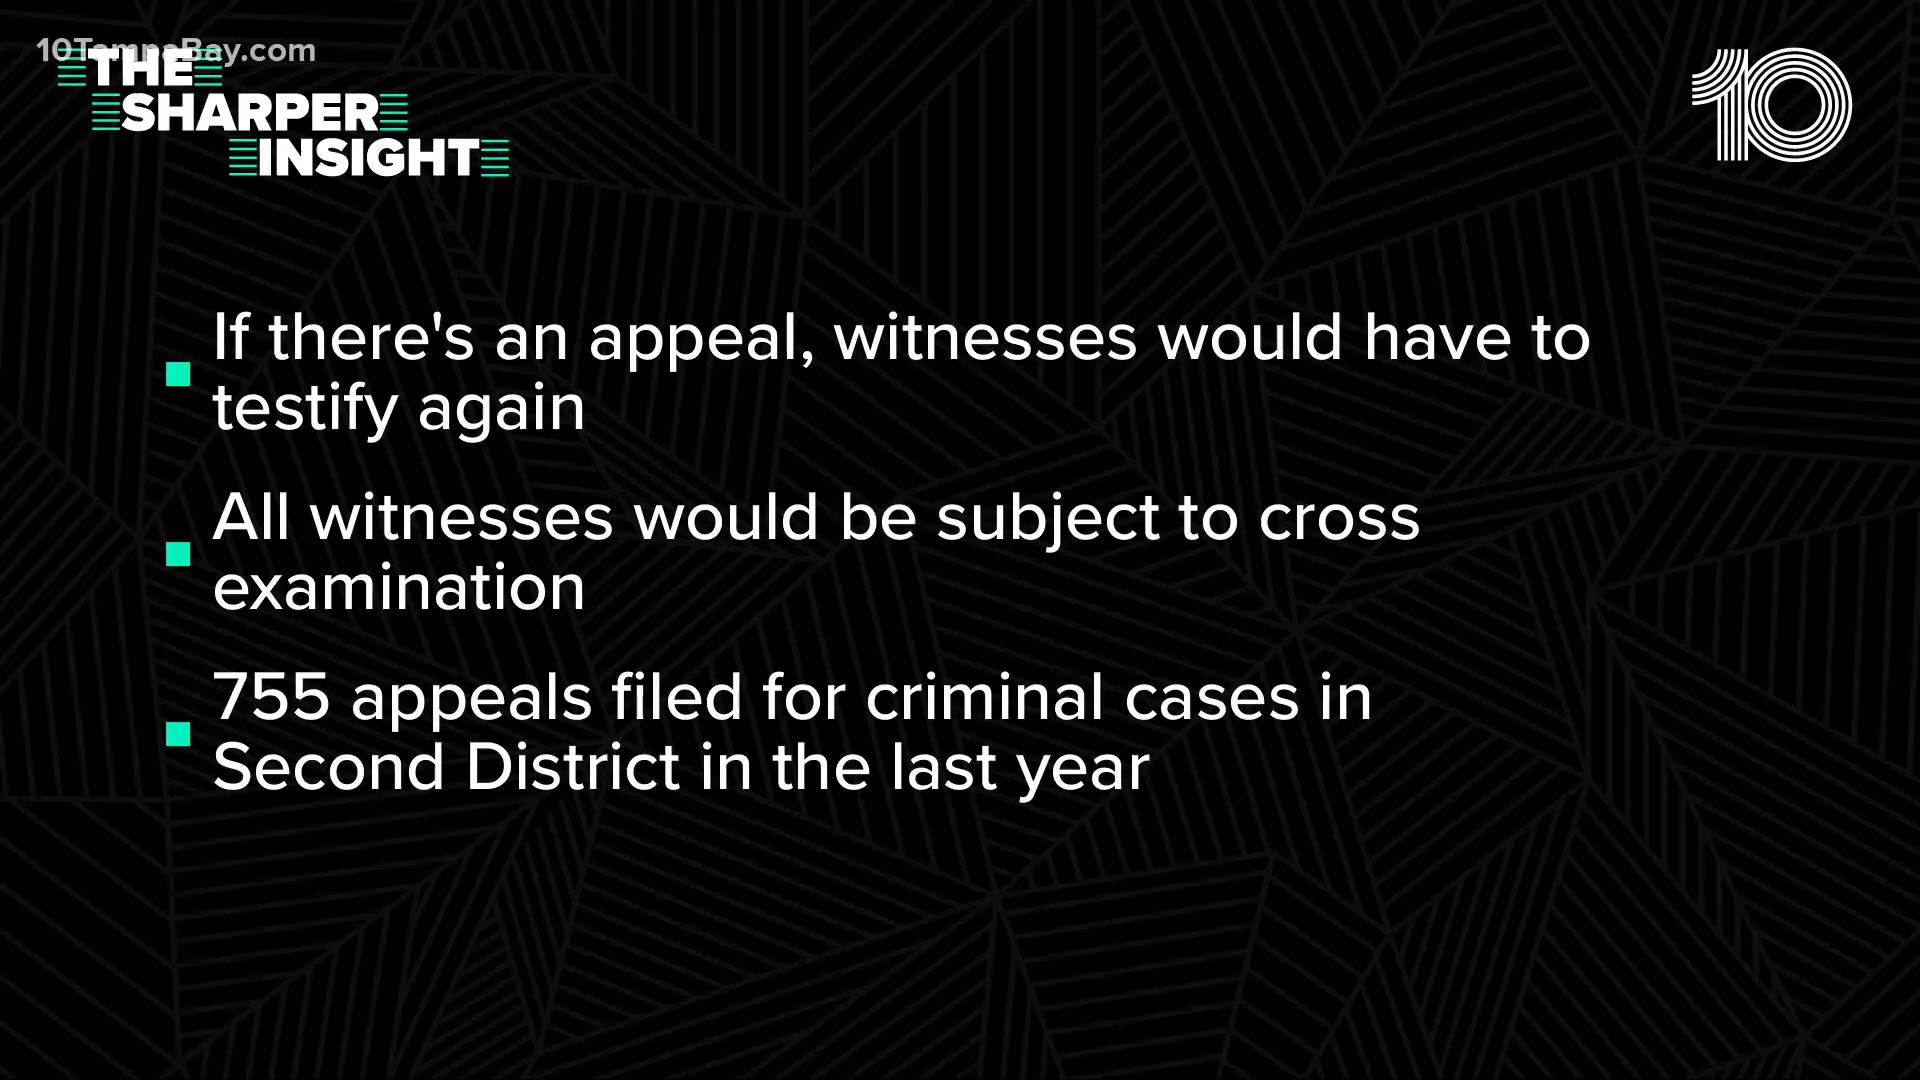 10TampaBay.com
THE
SHARPER
INSIGHT
10
If there's an appeal, witnesses would have to
testify again
All witnesses would be subject to cross
examination
755 appeals filed for criminal cases in
Second District in the last year